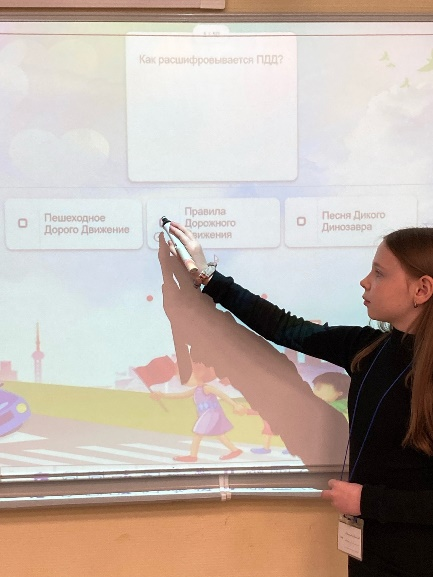 Как расшифровывается ПДД?
Пешеходное
Дорого Движение
Правила
Дорожного
Движения
Песня Дикого
Динозавра